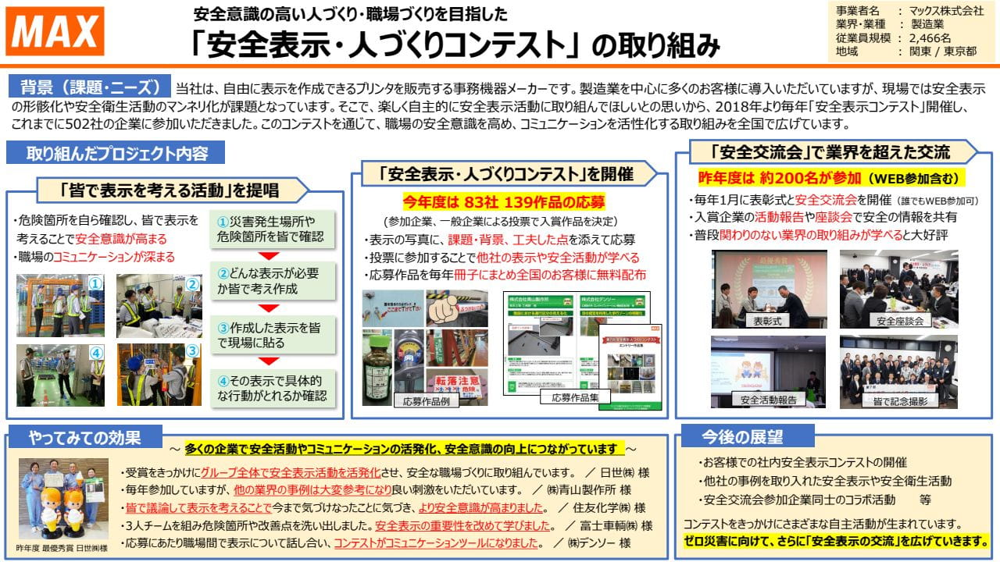 MAX
安全意識の高い人づくり・職場づくりを目指した
「安全表示・人づくりコンテスト」の取り組み
事業者名 ： マックス株式会社
業界・業種 ： 製造業
従業員規模 ： 2,466名
地域 ： 関東 / 東京都
背景（課題・ニーズ） 当社は、自由に表示を作成できるプリンタを販売する事務機器メーカーです。製造業を中心に多くのお客様に導入いただいていますが、現場では安全表示
の形骸化や安全衛生活動のマンネリ化が課題となっています。そこで、楽しく自主的に安全表示活動に取り組んでほしいとの思いから、2018年より毎年「安全表示コンテスト」開催し、
これまでに502社の企業に参加いただきました。このコンテストを通じて、職場の安全意識を高め、コミュニケーションを活性化する取り組みを全国で広げています。
取り組んだプロジェクト内容
「皆で表示を考える活動」を提唱
・危険箇所を自ら確認し、皆で表示を
考えることで安全意識が高まる
・職場のコミュニケーションが深まる
①
②
④
③
①災害発生場所や
危険箇所を皆で確認
②どんな表示が必要
か皆で考え作成
③作成した表示を皆
で現場に貼る
④その表示で具体的
な行動がとれるか確認
「安全表示・人づくりコンテスト」を開催
今年度は 83社 139作品の応募
(参加企業、一般企業による投票で入賞作品を決定)
・表示の写真に、課題・背景、工夫した点を添えて応募
・投票に参加することで他社の表示や安全活動が学べる
・応募作品を毎年冊子にまとめ全国のお客様に無料配布
ここまで下げて下さい
転落注意
危険
応募作品例
株式会社青山製作所
株式会社デンソー
安全表示・人づくりコンテスト
エントリー作品集
応募作品集
「安全交流会」で業界を超えた交流
昨年度は 約200名が参加（WEB参加含む）
・毎年1月に表彰式と安全交流会を開催（誰でもWEB参加可）
・入賞企業の活動報告や座談会で安全の情報を共有
・普段関わりのない業界の取り組みが学べると大好評
最優秀賞
表彰式
安全座談会
安全活動報告
皆で記念撮影
やってみての効果
～ 多くの企業で安全活動やコミュニケーションの活発化、安全意識の向上につながっています ～
・受賞をきっかけにグループ全体で安全表示活動を活発化させ、安全な職場づくりに取り組んでいます。 ／ 日世㈱ 様
・毎年参加していますが、他の業界の事例は大変参考になり良い刺激をいただいています。 ／ ㈱青山製作所 様
・皆で議論して表示を考えることで今まで気づけなったことに気づき、より安全意識が高まりました。 ／ 住友化学㈱ 様
・3人チームを組み危険箇所や改善点を洗い出しました。安全表示の重要性を改めて学びました。 ／ 富士車輌㈱ 様
・応募にあたり職場間で表示について話し合い、コンテストがコミュニケーションツールになりました。 ／ ㈱デンソー 様
昨年度 最優秀賞 日世㈱様
今後の展望
・お客様での社内安全表示コンテストの開催
・他社の事例を取り入れた安全表示や安全衛生活動
・安全交流会参加企業同士のコラボ活動 等
コンテストをきっかけにさまざまな自主活動が生まれています。
ゼロ災害に向けて、さらに「安全表示の交流」を広げていきます。